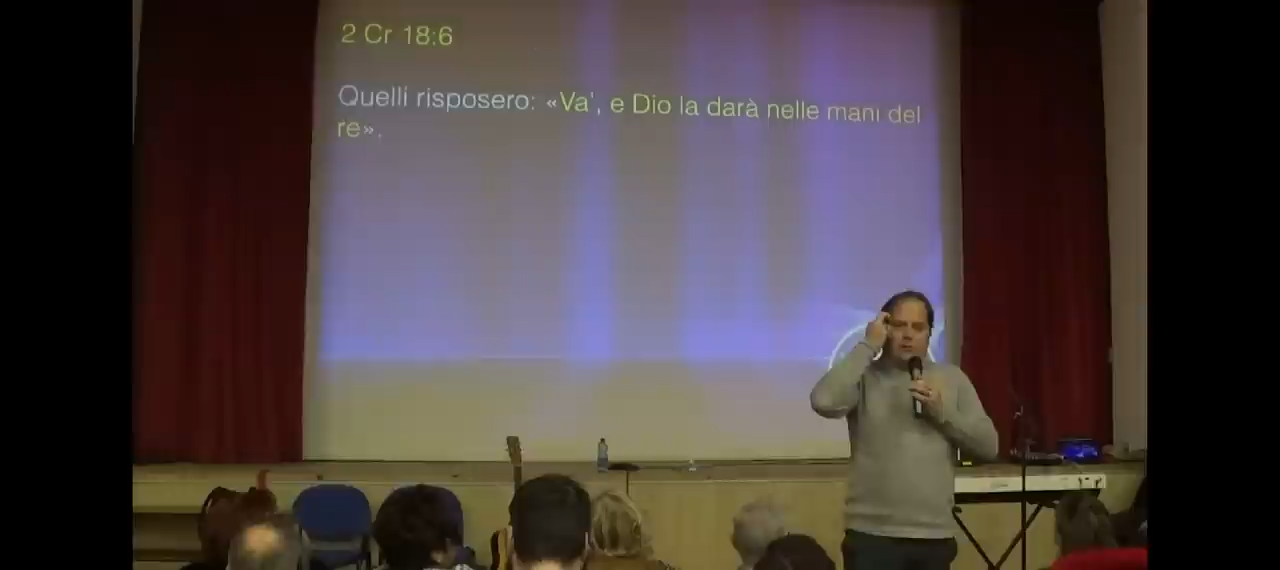 2 Cr 18:6
Quelli risposero: «Va', e Dio la darà nelle mani del
re».